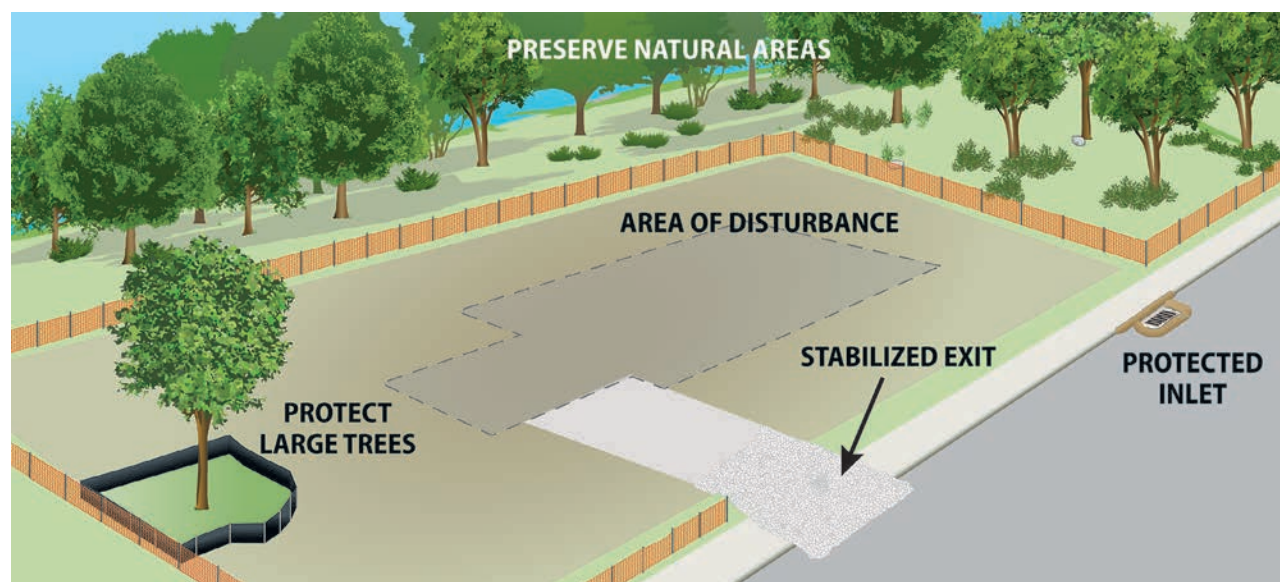 PRESERVE NATURAL AREAS
AREA OF DISTURBANCE
STABILIZED EXIT
PROTECTED
INLET
PROTECT
LARGE TREES